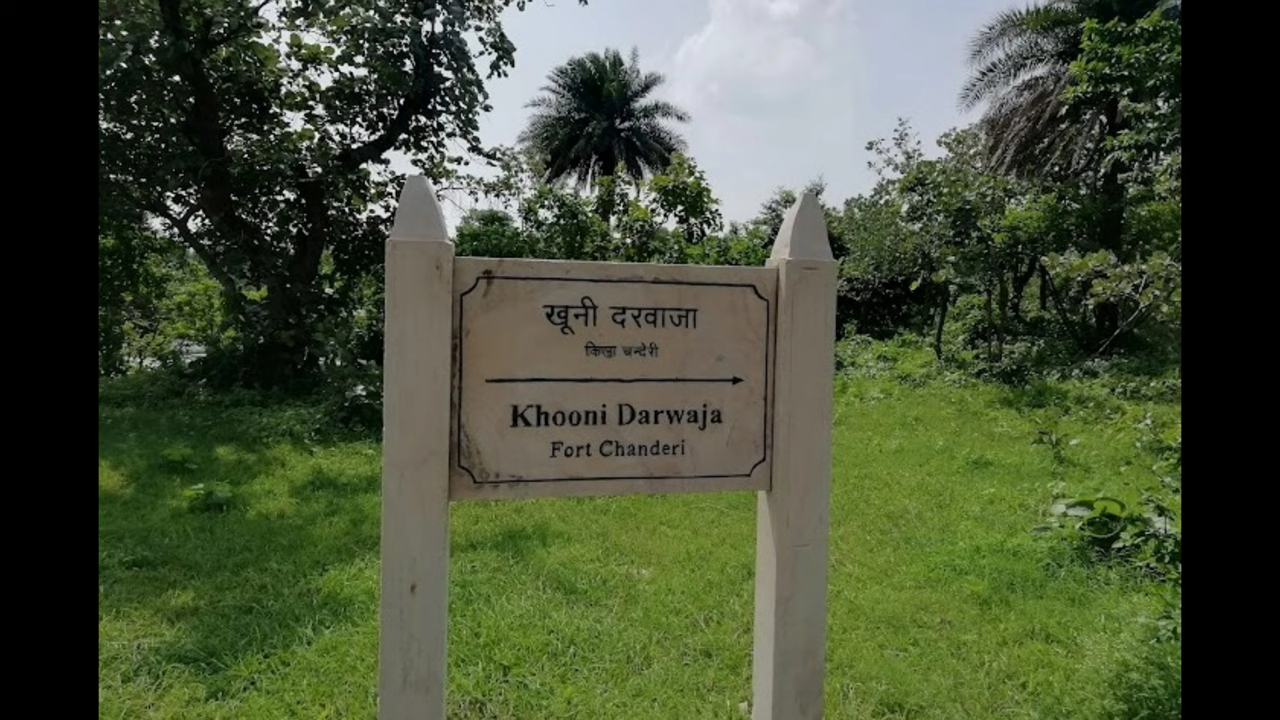 खूनी दरवाजा
किला चन्देरी
Khooni Darwaja
Fort Chanderi